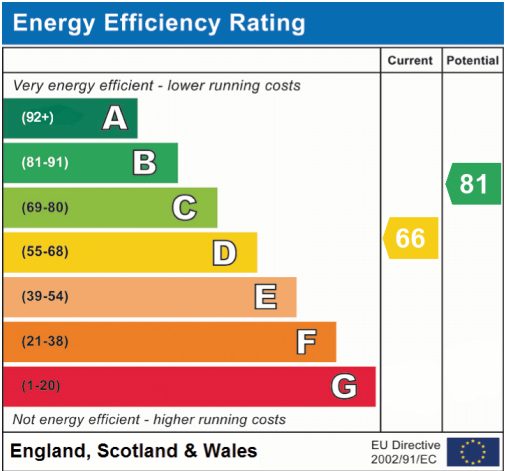 Energy Efficiency Rating
Current Potential
Very energy efficient - lower running costs
(92+) A
(81-91) B
(69-80) C
(55-68) D
(39-54) E
(21-38) F
(1-20) G
66
81
Not energy efficient - higher running costs
England, Scotland & Wales
EU Directive
2002/91/EC